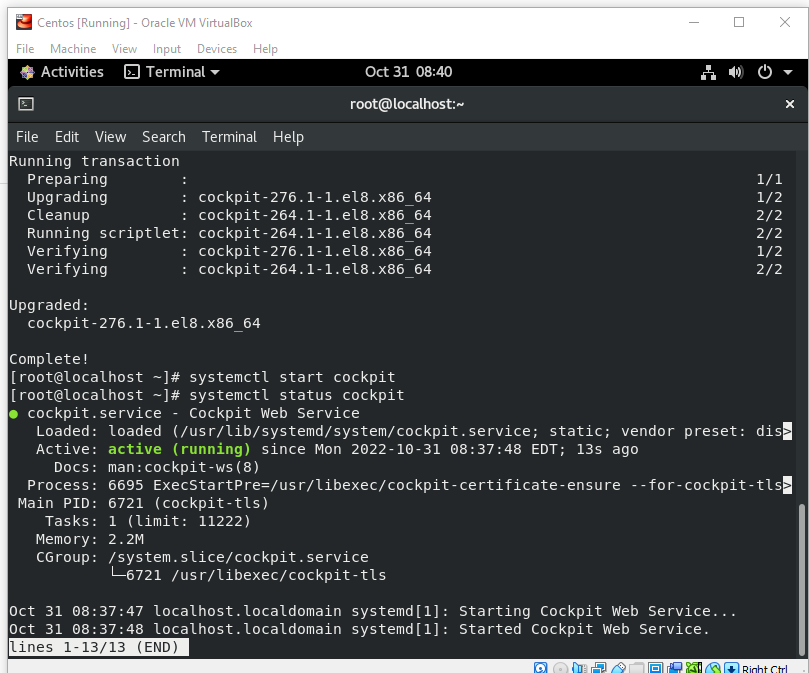 Centos [Running] - Oracle VM VirtualBox
File Machine View Input Devices Help
Activities Terminal Oct 31 08:40
root@localhost:~
File Edit View Search Terminal Help
Running transaction
  Preparing        :                                                               1/1
  Upgrading        : cockpit-276.1-1.el8.x86_64                                    1/2
  Cleanup          : cockpit-264.1-1.el8.x86_64                                    2/2
  Running scriptlet: cockpit-264.1-1.el8.x86_64                                    2/2
  Verifying        : cockpit-276.1-1.el8.x86_64                                    1/2
  Verifying        : cockpit-264.1-1.el8.x86_64                                    2/2
Upgraded:
  cockpit-276.1-1.el8.x86_64
Complete!
[root@localhost ~]# systemctl start cockpit
[root@localhost ~]# systemctl status cockpit
● cockpit.service - Cockpit Web Service
   Loaded: loaded (/usr/lib/systemd/system/cockpit.service; static; vendor preset: dis>
   Active: active (running) since Mon 2022-10-31 08:37:48 EDT; 13s ago
     Docs: man:cockpit-ws(8)
  Process: 6695 ExecStartPre=/usr/libexec/cockpit-certificate-ensure --for-cockpit-tls>
 Main PID: 6721 (cockpit-tls)
    Tasks: 1 (limit: 11222)
   Memory: 2.2M
   CGroup: /system.slice/cockpit.service
           └─6721 /usr/libexec/cockpit-tls
Oct 31 08:37:47 localhost.localdomain systemd[1]: Starting Cockpit Web Service...
Oct 31 08:37:48 localhost.localdomain systemd[1]: Started Cockpit Web Service.
lines 1-13/13 (END)
Right Ctrl